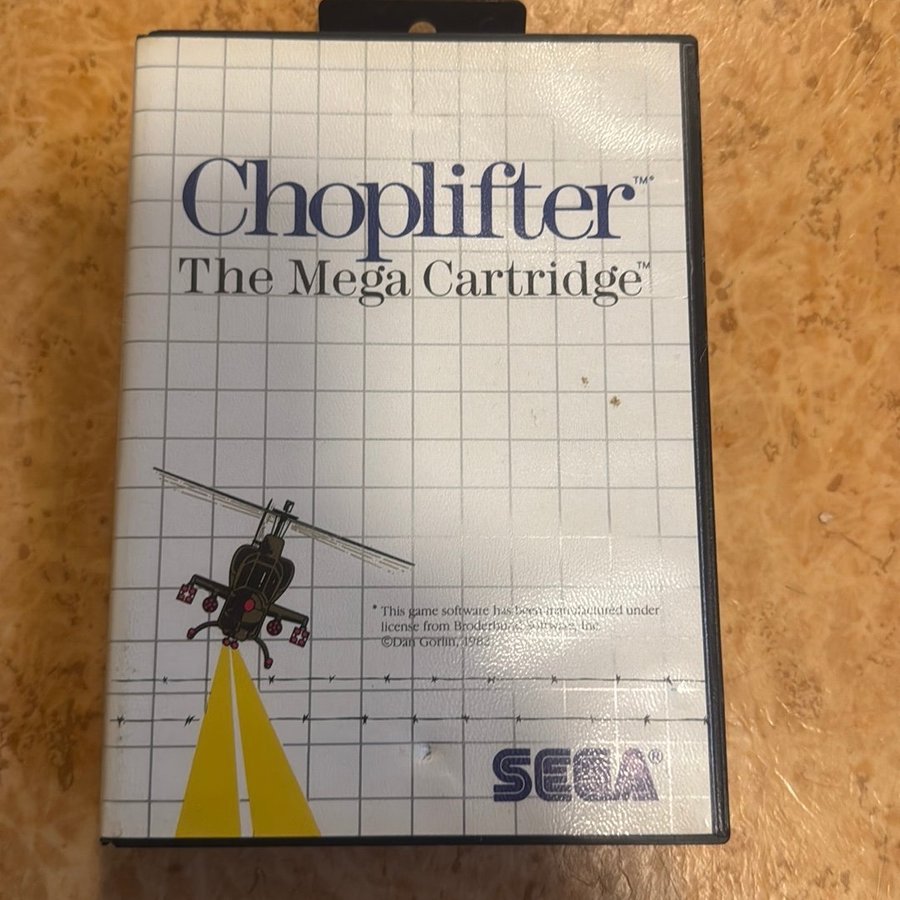 Choplifter™*
The Mega Cartridge™
* This game software has been manufactured under
license from Broderbund Software, Inc.
©Dan Gorlin, 1982
SEGA®